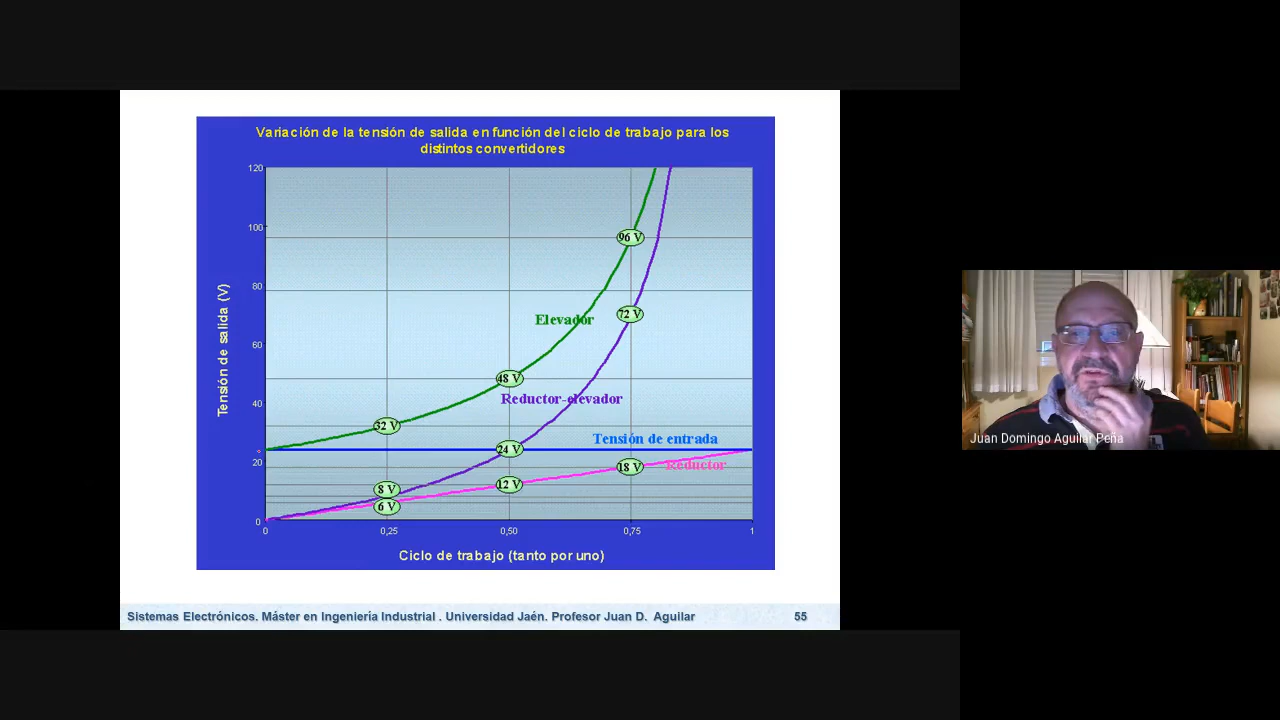 Variación de la tensión de salida en función del ciclo de trabajo para los
distintos convertidores
120
100
80
60
40
20
0
Tensión de salida (V)
96 V
Elevador
72 V
48 V
Reductor-elevador
32 V
Tensión de entrada
24 V
18 V
Reductor
8 V
12 V
6 V
0
0,25
0,50
0,75
1
Ciclo de trabajo (tanto por uno)
Juan Domingo Aguilar Peña
Sistemas Electrónicos. Máster en Ingeniería Industrial . Universidad Jaén. Profesor Juan D. Aguilar
55